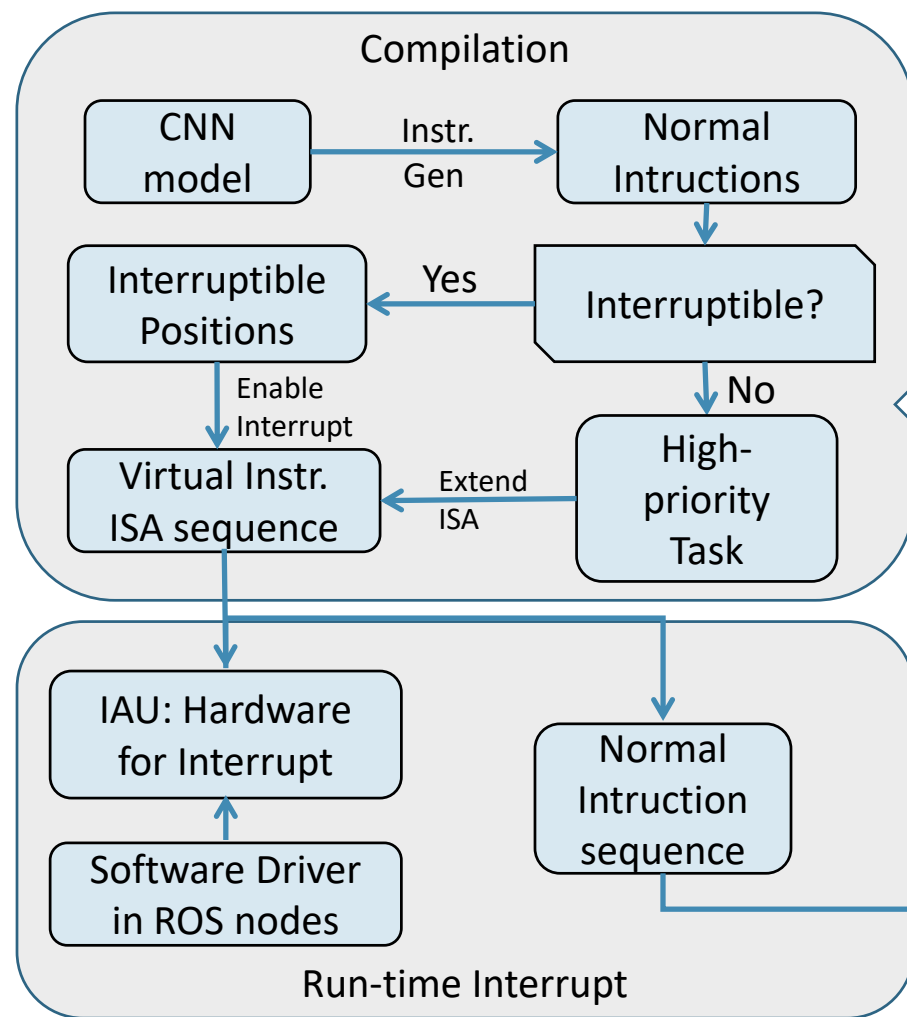 Compilation
CNN
model
Instr.
Gen
Normal
Intructions
Interruptible
Positions
Yes
Interruptible?
No
Enable
Interrupt
High-
priority
Task
Virtual Instr.
ISA sequence
Extend
ISA
IAU: Hardware
for Interrupt
Normal
Intruction
sequence
Software Driver
in ROS nodes
Run-time Interrupt